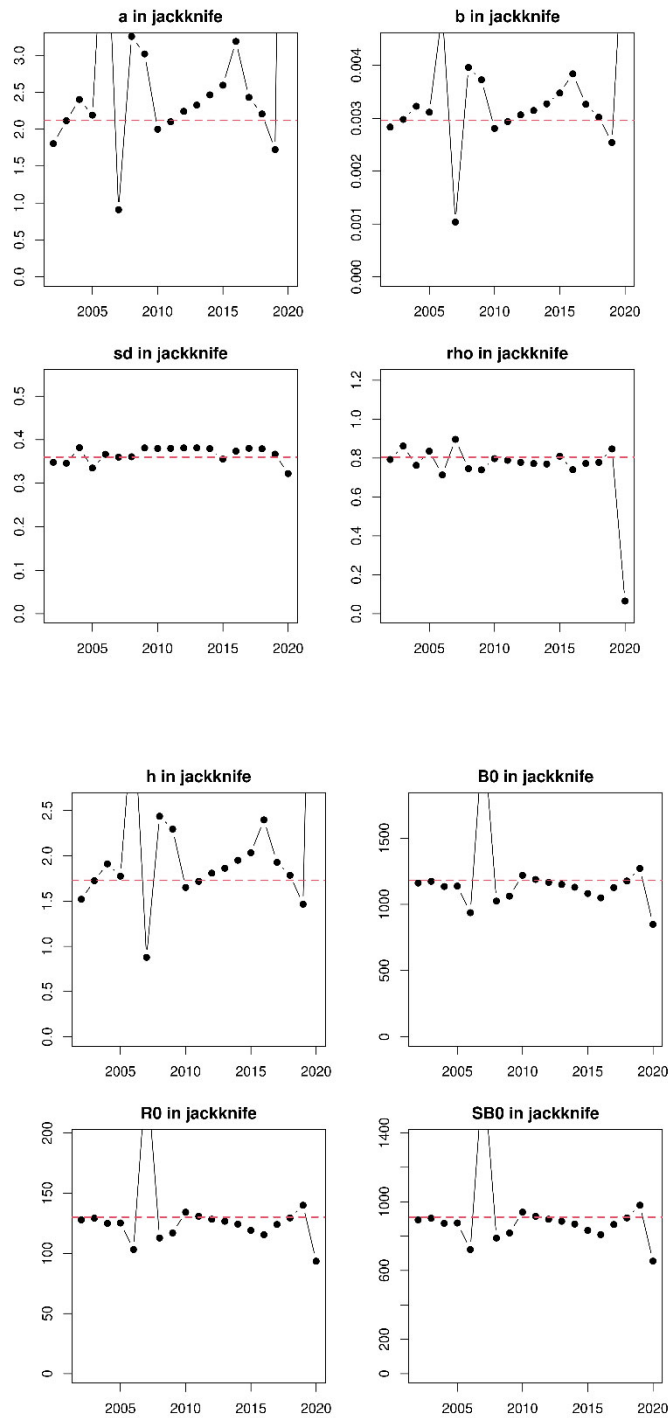 a in jackknife
0.0 0.5 1.0 1.5 2.0 2.5 3.0
2005 2010 2015 2020
b in jackknife
0.000 0.001 0.002 0.003 0.004
2005 2010 2015 2020
sd in jackknife
0.0 0.1 0.2 0.3 0.4 0.5
2005 2010 2015 2020
rho in jackknife
0.0 0.2 0.4 0.6 0.8 1.0 1.2
2005 2010 2015 2020
h in jackknife
0.0 0.5 1.0 1.5 2.0 2.5
2005 2010 2015 2020
B0 in jackknife
0 500 1000 1500
2005 2010 2015 2020
R0 in jackknife
0 50 100 150 200
2005 2010 2015 2020
SB0 in jackknife
0 200 400 600 800 1000 1400
2005 2010 2015 2020